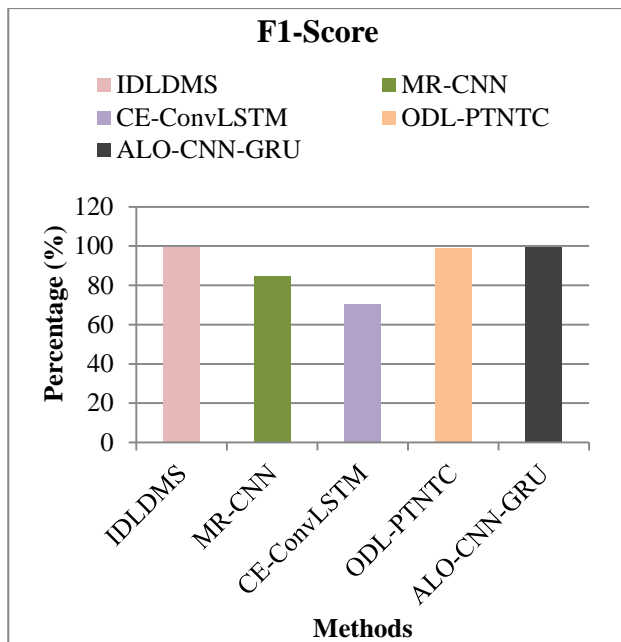 F1-Score
IDLDMS
MR-CNN
CE-ConvLSTM
ODL-PTNTC
ALO-CNN-GRU
Percentage (%)
120
100
80
60
40
20
0
IDLDMS
MR-CNN
CE-ConvLSTM
ODL-PTNTC
ALO-CNN-GRU
Methods